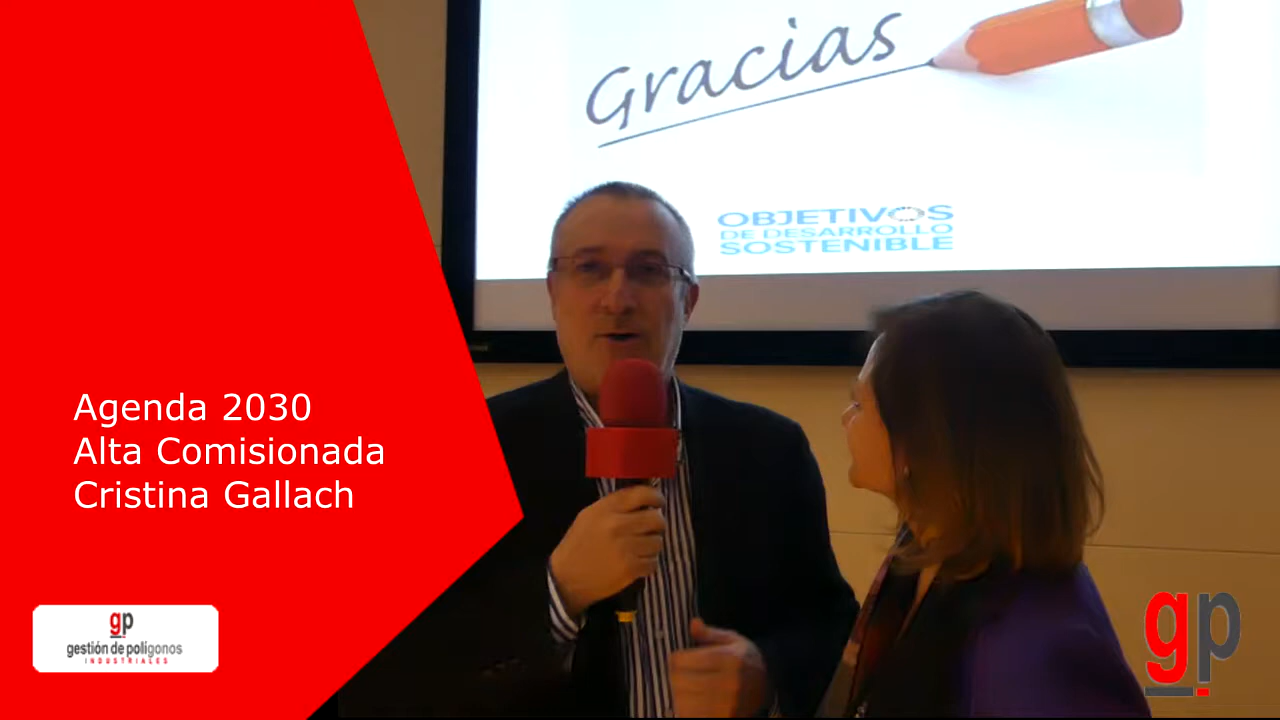 Gracias
OBJETIVOS
DE DESARROLLO
SOSTENIBLE
Agenda 2030
Alta Comisionada
Cristina Gallach
gp
gestión de polígonos
INDUSTRIALES
gp